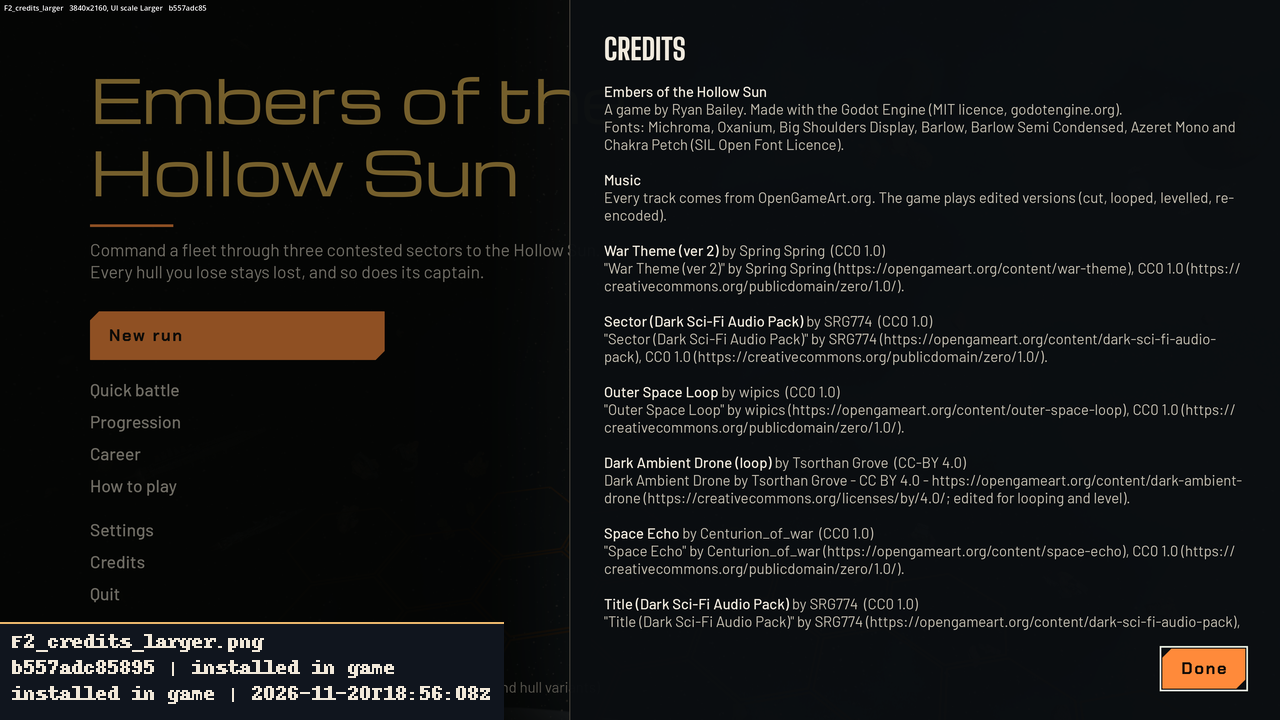 F2_credits_larger 3840x2160, UI scale Larger b557adc85
Embers of the
Hollow Sun
Command a fleet through three contested sectors to the Hollow
Every hull you lose stays lost, and so does its captain.
New run
Quick battle
Progression
Career
How to play
Settings
Credits
Quit
nd hull vari
F2_credits_larger.png
b557adc85895 | installed in game
installed in game | 2026-11-20T18:56:08Z
CREDITS
Embers of the Hollow Sun
A game by Ryan Bailey. Made with the Godot Engine (MIT licence, godotengine.org).
Fonts: Michroma, Oxanium, Big Shoulders Display, Barlow, Barlow Semi Condensed, Azeret Mono and
Chakra Petch (SIL Open Font Licence).
Music
Every track comes from OpenGameArt.org. The game plays edited versions (cut, looped, levelled, re-
encoded).
War Theme (ver 2) by Spring Spring (CC0 1.0)
"War Theme (ver 2)" by Spring Spring (https://opengameart.org/content/war-theme), CC0 1.0 (https://
creativecommons.org/publicdomain/zero/1.0/).
Sector (Dark Sci-Fi Audio Pack) by SRG774 (CC0 1.0)
"Sector (Dark Sci-Fi Audio Pack)" by SRG774 (https://opengameart.org/content/dark-sci-fi-audio-
pack), CC0 1.0 (https://creativecommons.org/publicdomain/zero/1.0/).
Outer Space Loop by wipics (CC0 1.0)
"Outer Space Loop" by wipics (https://opengameart.org/content/outer-space-loop), CC0 1.0 (https://
creativecommons.org/publicdomain/zero/1.0/).
Dark Ambient Drone (loop) by Tsorthan Grove (CC-BY 4.0)
Dark Ambient Drone by Tsorthan Grove - CC BY 4.0 - https://opengameart.org/content/dark-ambient-
drone (https://creativecommons.org/licenses/by/4.0/; edited for looping and level).
Space Echo by Centurion_of_war (CC0 1.0)
"Space Echo" by Centurion_of_war (https://opengameart.org/content/space-echo), CC0 1.0 (https://
creativecommons.org/publicdomain/zero/1.0/).
Title (Dark Sci-Fi Audio Pack) by SRG774 (CC0 1.0)
"Title (Dark Sci-Fi Audio Pack)" by SRG774 (https://opengameart.org/content/dark-sci-fi-audio-pack),
Done